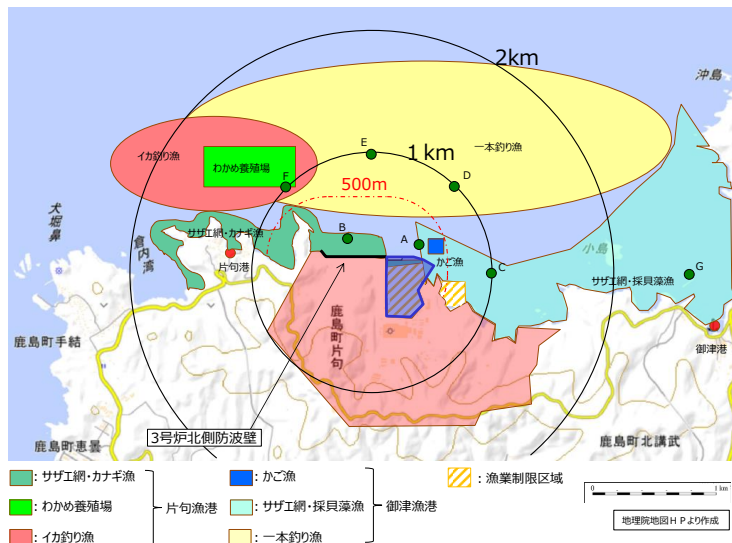 2km
沖島
E
1km
一本釣り漁
イカ釣り漁
わかめ養殖場
F
D
500m
犬堀鼻
倉内湾
サザエ網・カナギ漁
片句港
B
A
かご漁
小島
C
サザエ網・採貝藻漁
G
御津港
鹿島町手結
鹿島町片句
3号炉北側防波壁
鹿島町恵曇
鹿島町北講武
：サザエ網・カナギ漁
：わかめ養殖場
：イカ釣り漁
片句漁港
：かご漁
：サザエ網・採貝藻漁
：一本釣り漁
御津漁港
：漁業制限区域
0 1 km
地理院地図ＨＰより作成